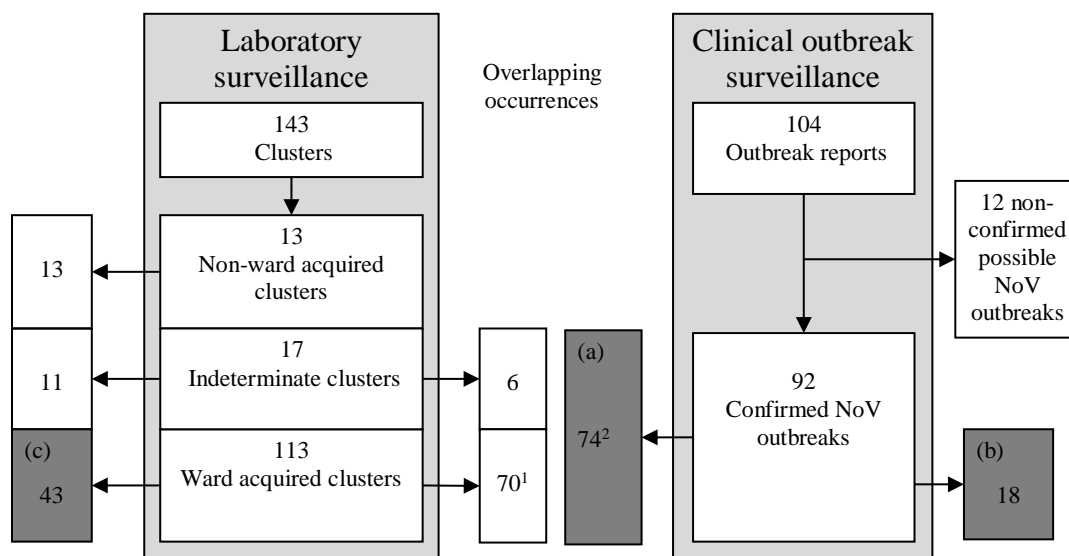 Laboratory
surveillance
Overlapping
occurrences
Clinical outbreak
surveillance
143
Clusters
104
Outbreak reports
12 non-
confirmed
possible
NoV
outbreaks
13
13
Non-ward acquired
clusters
11
17
Indeterminate clusters
6
(a)
74²
92
Confirmed NoV
outbreaks
(c)
43
113
Ward acquired clusters
70¹
(b)
18